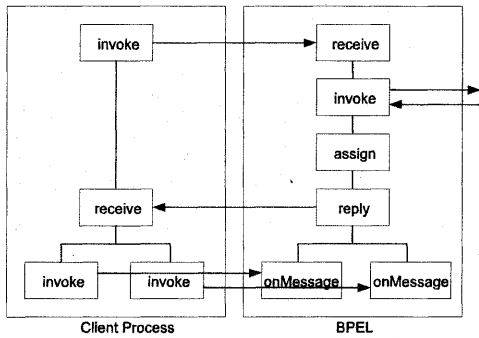 invoke receive
invoke
assign
receive reply
invoke invoke onMessage onMessage
Client Process BPEL